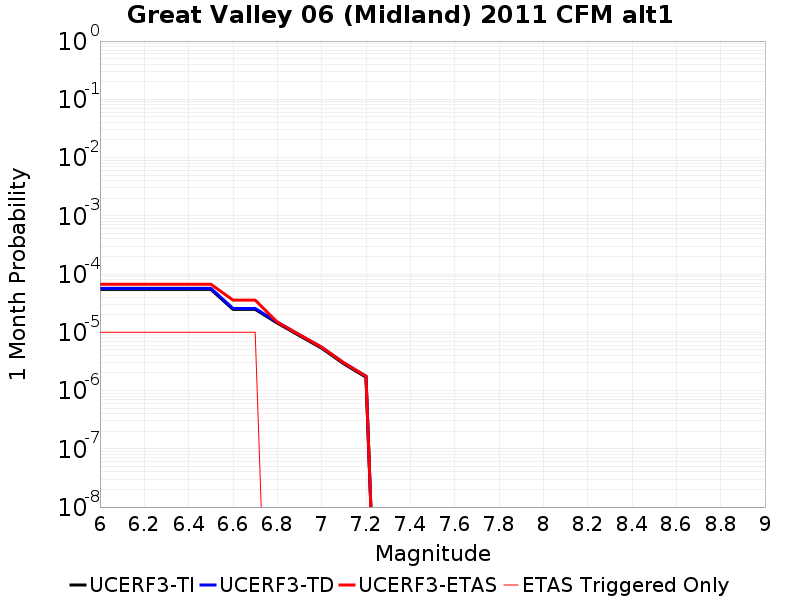 Great Valley 06 (Midland) 2011 CFM alt1
10^0
10^-1
10^-2
10^-3
10^-4
10^-5
10^-6
10^-7
10^-8
1 Month Probability
6 6.2 6.4 6.6 6.8 7 7.2 7.4 7.6 7.8 8 8.2 8.4 8.6 8.8 9
Magnitude
UCERF3-TI UCERF3-TD UCERF3-ETAS ETAS Triggered Only